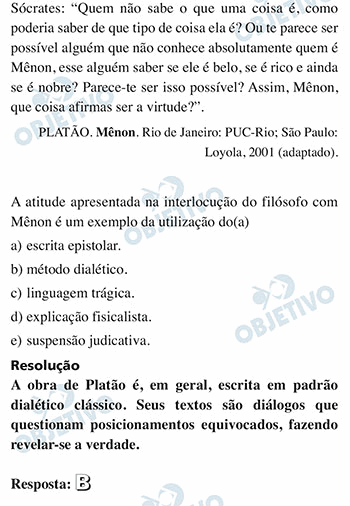 Sócrates: “Quem não sabe o que uma coisa é, como
poderia saber de que tipo de coisa ela é? Ou te parece ser
possível alguém que não conhece absolutamente quem é
Mênon, esse alguém saber se ele é belo, se é rico e ainda
se é nobre? Parece-te ser isso possível? Assim, Mênon,
que coisa afirmas ser a virtude?”.
PLATÃO. Mênon. Rio de Janeiro: PUC-Rio; São Paulo:
Loyola, 2001 (adaptado).
A atitude apresentada na interlocução do filósofo com
Mênon é um exemplo da utilização do(a)
a) escrita epistolar.
b) método dialético.
c) linguagem trágica.
d) explicação fisicalista.
e) suspensão judicativa.
OBJETIVO
Resolução
A obra de Platão é, em geral, escrita em padrão
dialético clássico. Seus textos são diálogos que
questionam posicionamentos equivocados, fazendo
revelar-se a verdade.
Resposta: B